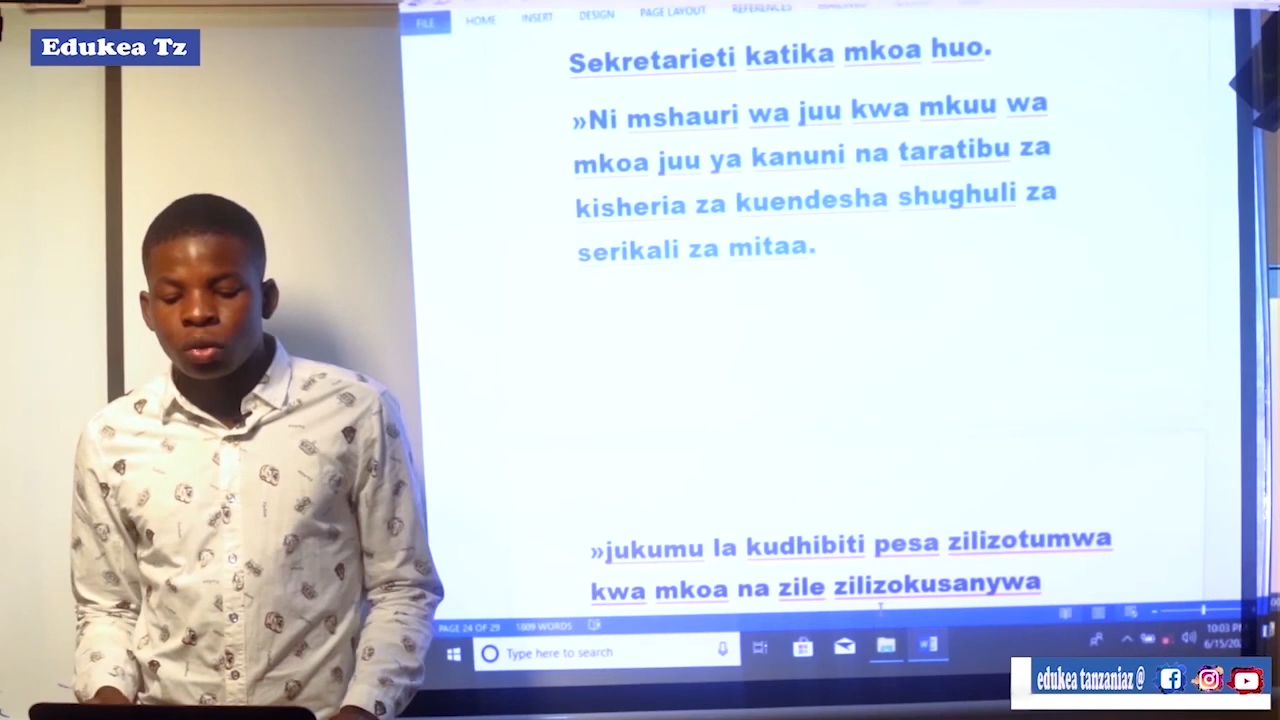 Edukea Tz
FILE HOME INSERT DESIGN PAGE LAYOUT REFERENCES
Sekretarieti katika mkoa huo.
»Ni mshauri wa juu kwa mkuu wa
mkoa juu ya kanuni na taratibu za
kisheria za kuendesha shughuli za
serikali za mitaa.
»jukumu la kudhibiti pesa zilizotumwa
kwa mkoa na zile zilizokusanywa
PAGE 24 OF 29 1809 WORDS
Type here to search
10:03 PM
edukea tanzaniaz @